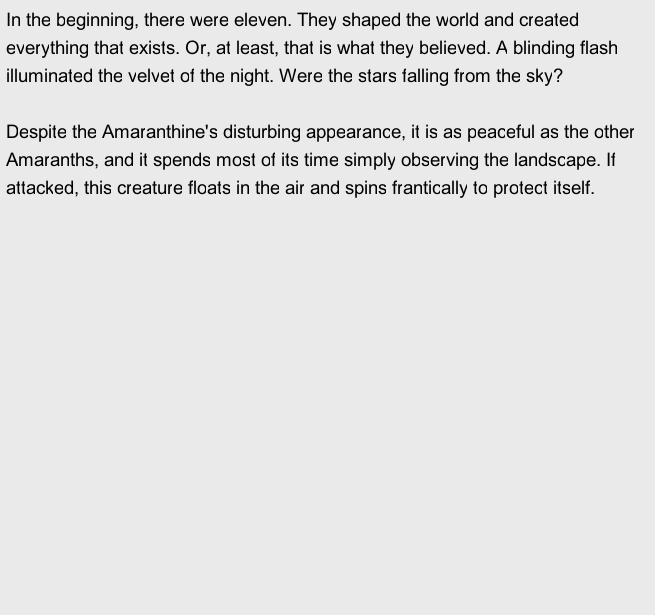 In the beginning, there were eleven. They shaped the world and created
everything that exists. Or, at least, that is what they believed. A blinding flash
illuminated the velvet of the night. Were the stars falling from the sky?
Despite the Amaranthine's disturbing appearance, it is as peaceful as the other
Amaranths, and it spends most of its time simply observing the landscape. If
attacked, this creature floats in the air and spins frantically to protect itself.